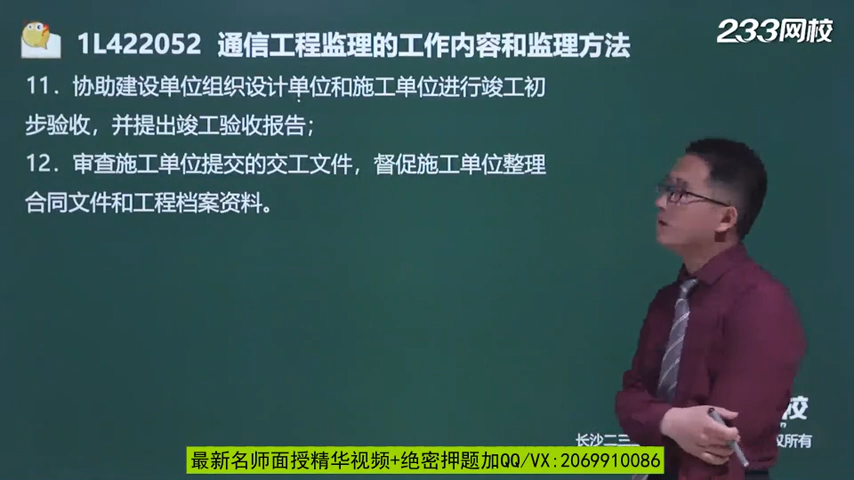 1L422052 通信工程监理的工作内容和监理方法
233网校
11. 协助建设单位组织设计单位和施工单位进行竣工初
步验收，并提出竣工验收报告；
12. 审查施工单位提交的交工文件，督促施工单位整理
合同文件和工程档案资料。
校
长沙二三 权所有
最新名师面授精华视频+绝密押题加QQ/VX:2069910086